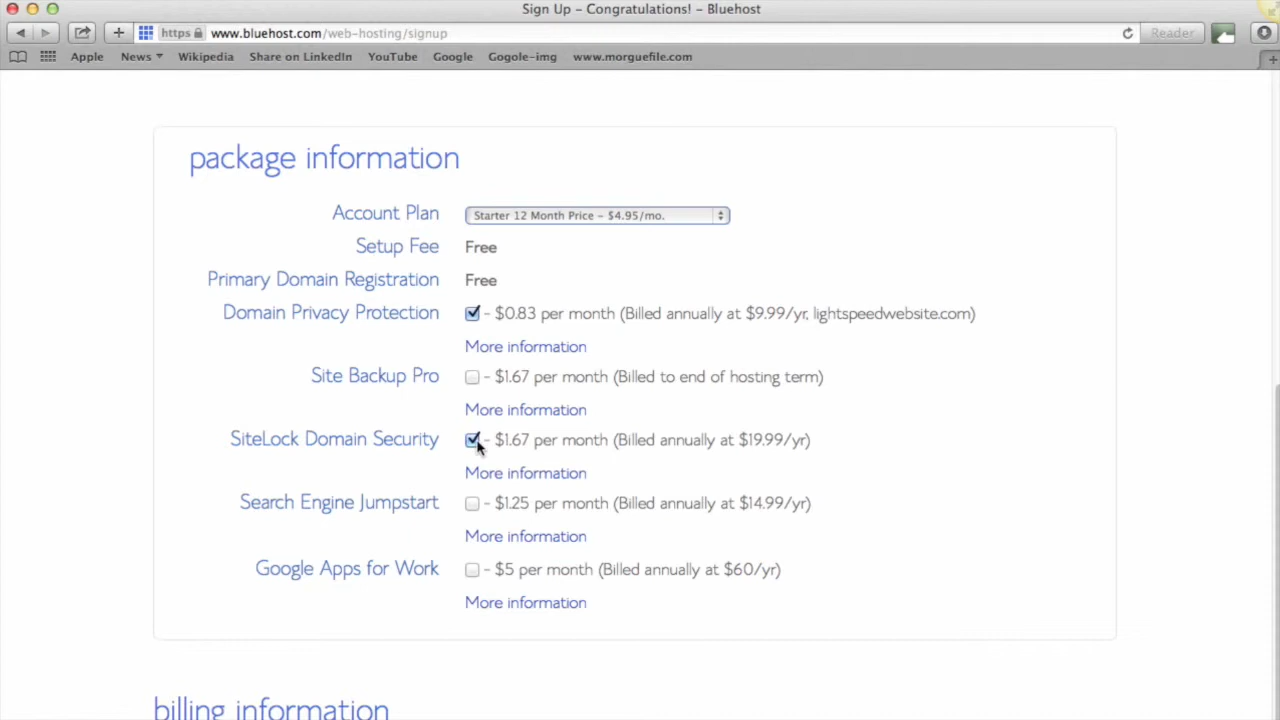 Sign Up – Congratulations! – Bluehost
https www.bluehost.com/web-hosting/signup Reader
Apple News Wikipedia Share on LinkedIn YouTube Google Gogole-img www.morguefile.com
package information
Account Plan Starter 12 Month Price – $4.95/mo.
Setup Fee Free
Primary Domain Registration Free
Domain Privacy Protection - $0.83 per month (Billed annually at $9.99/yr, lightspeedwebsite.com)
More information
Site Backup Pro - $1.67 per month (Billed to end of hosting term)
More information
SiteLock Domain Security - $1.67 per month (Billed annually at $19.99/yr)
More information
Search Engine Jumpstart - $1.25 per month (Billed annually at $14.99/yr)
More information
Google Apps for Work - $5 per month (Billed annually at $60/yr)
More information
billing information